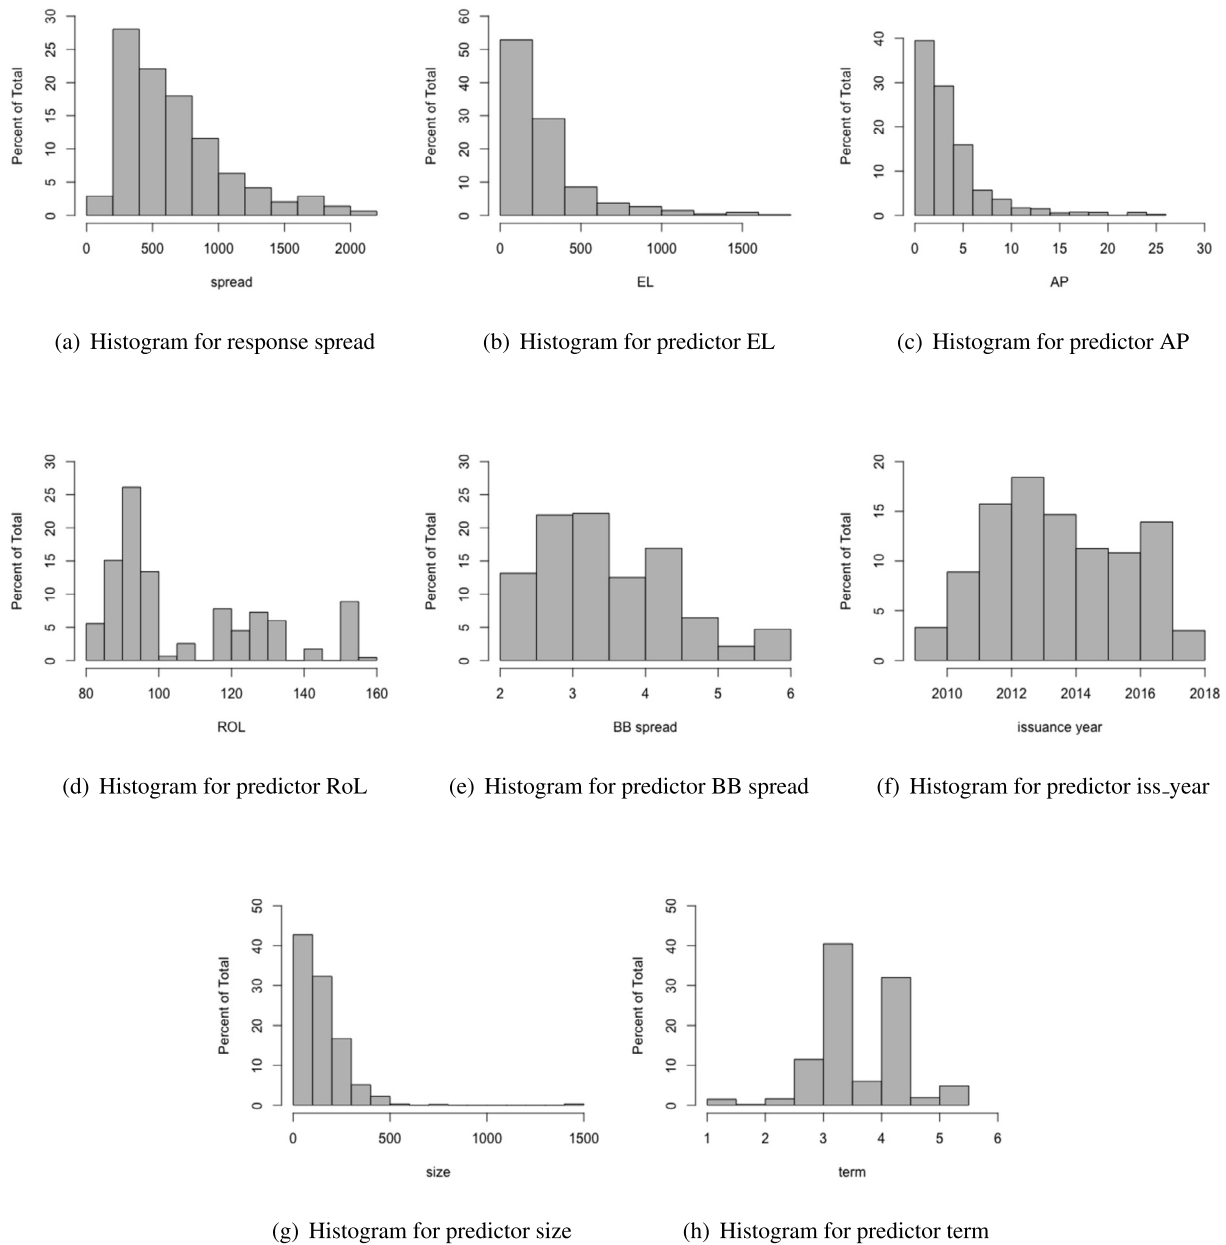 Percent of Total
0 5 10 15 20 25 30
0 500 1000 1500 2000
spread
(a) Histogram for response spread
Percent of Total
0 10 20 30 40 50 60
0 500 1000 1500
EL
(b) Histogram for predictor EL
Percent of Total
0 10 20 30 40
0 5 10 15 20 25 30
AP
(c) Histogram for predictor AP
Percent of Total
0 5 10 15 20 25 30
80 100 120 140 160
ROL
(d) Histogram for predictor RoL
Percent of Total
0 5 10 15 20 25 30
2 3 4 5 6
BB spread
(e) Histogram for predictor BB spread
Percent of Total
0 5 10 15 20
2010 2012 2014 2016 2018
issuance year
(f) Histogram for predictor iss_year
Percent of Total
0 10 20 30 40 50
0 500 1000 1500
size
(g) Histogram for predictor size
Percent of Total
0 10 20 30 40 50
1 2 3 4 5 6
term
(h) Histogram for predictor term